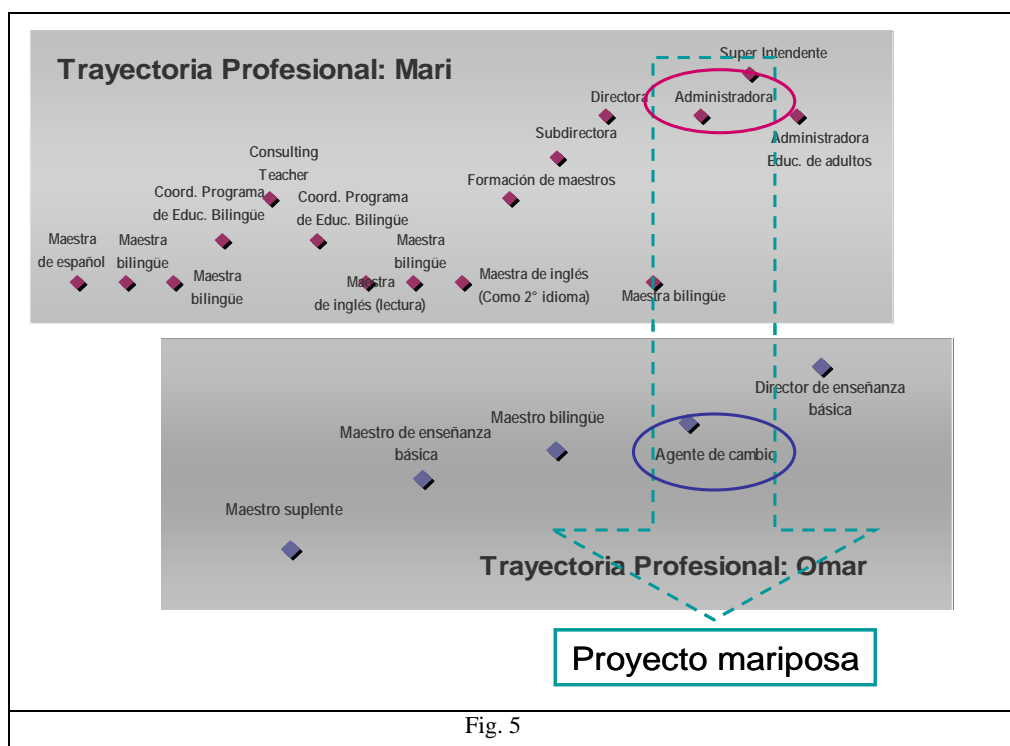 Trayectoria Profesional: Mari
Super Intendente
Directora
Administradora
Subdirectora
Administradora
Educ. de adultos
Consulting
Teacher
Formación de maestros
Coord. Programa
de Educ. Bilingüe
Coord. Programa
de Educ. Bilingüe
Maestra
de español
Maestra
bilingüe
Maestra
bilingüe
Maestra
de inglés (lectura)
Maestra
bilingüe
Maestra de inglés
(Como 2° idioma)
Maestra bilingüe
Director de enseñanza
básica
Maestro bilingüe
Maestro de enseñanza
básica
Agente de cambio
Maestro suplente
Trayectoria Profesional: Omar
Proyecto mariposa
Fig. 5